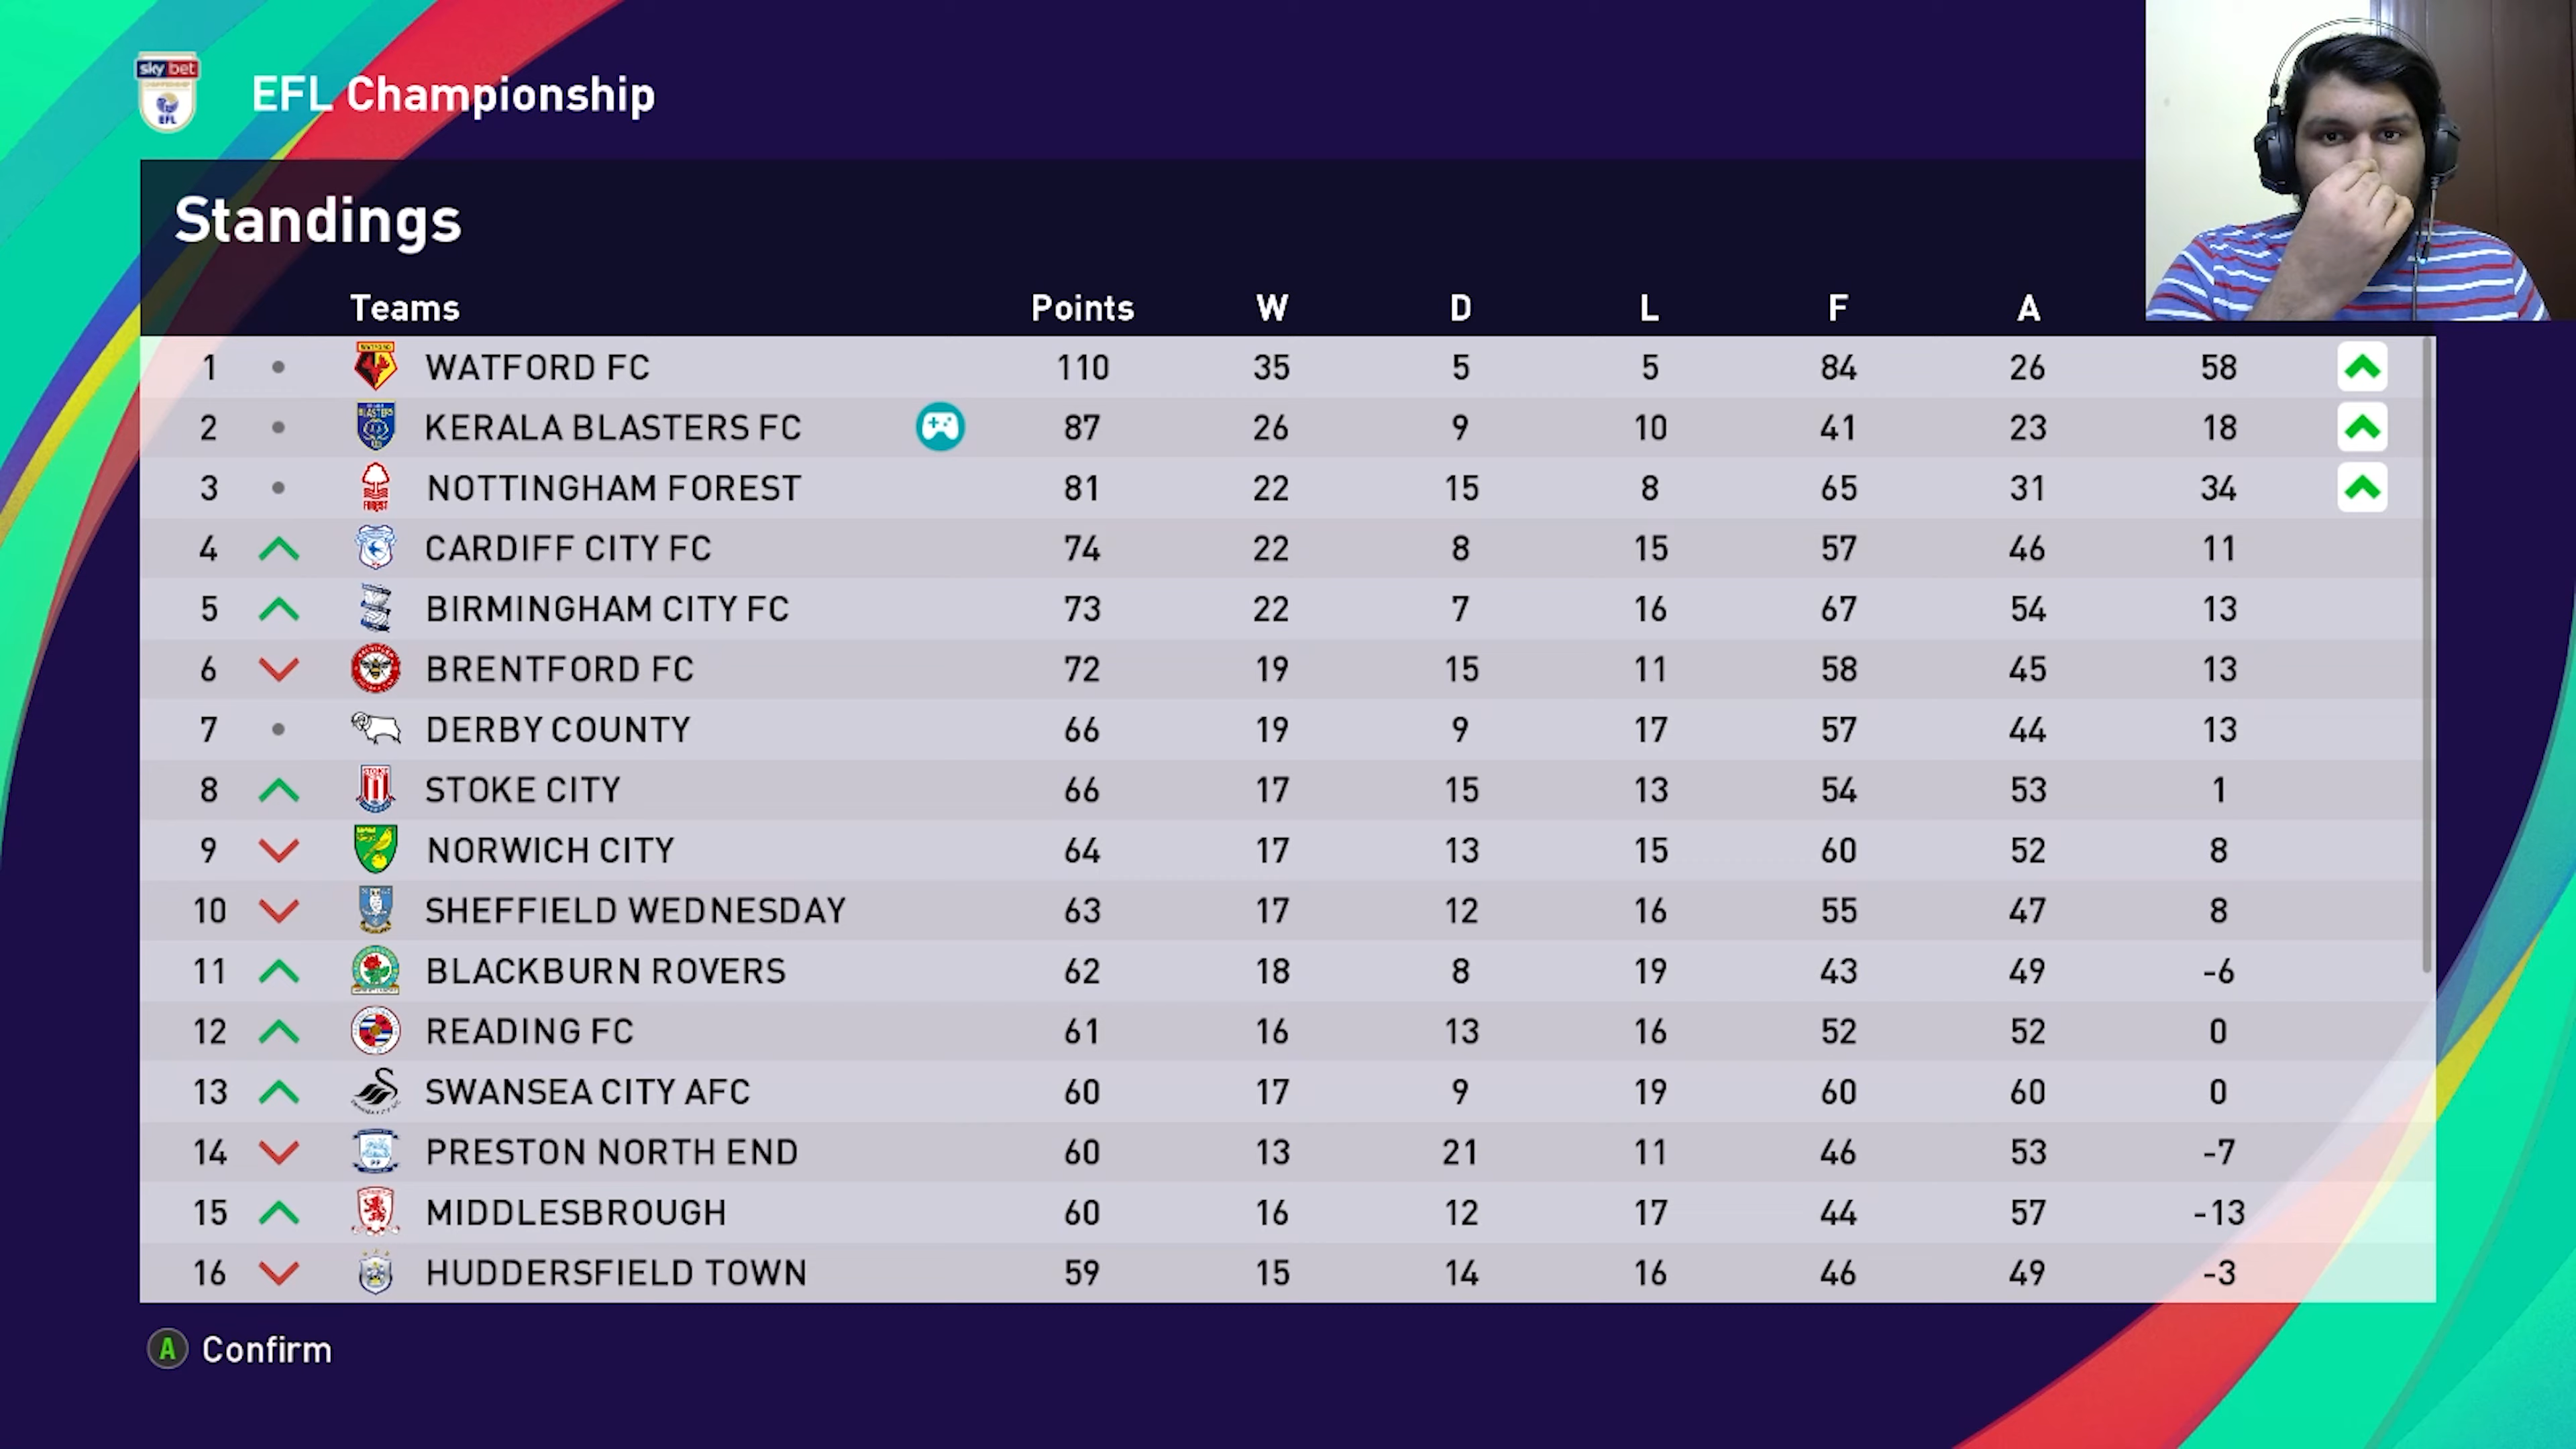 sky bet
EFL
EFL Championship
Standings
Teams Points W D L F A
1 WATFORD FC 110 35 5 5 84 26 58
2 KERALA BLASTERS FC 87 26 9 10 41 23 18
3 NOTTINGHAM FOREST 81 22 15 8 65 31 34
4 CARDIFF CITY FC 74 22 8 15 57 46 11
5 BIRMINGHAM CITY FC 73 22 7 16 67 54 13
6 BRENTFORD FC 72 19 15 11 58 45 13
7 DERBY COUNTY 66 19 9 17 57 44 13
8 STOKE CITY 66 17 15 13 54 53 1
9 NORWICH CITY 64 17 13 15 60 52 8
10 SHEFFIELD WEDNESDAY 63 17 12 16 55 47 8
11 BLACKBURN ROVERS 62 18 8 19 43 49 -6
12 READING FC 61 16 13 16 52 52 0
13 SWANSEA CITY AFC 60 17 9 19 60 60 0
14 PRESTON NORTH END 60 13 21 11 46 53 -7
15 MIDDLESBROUGH 60 16 12 17 44 57 -13
16 HUDDERSFIELD TOWN 59 15 14 16 46 49 -3
A Confirm